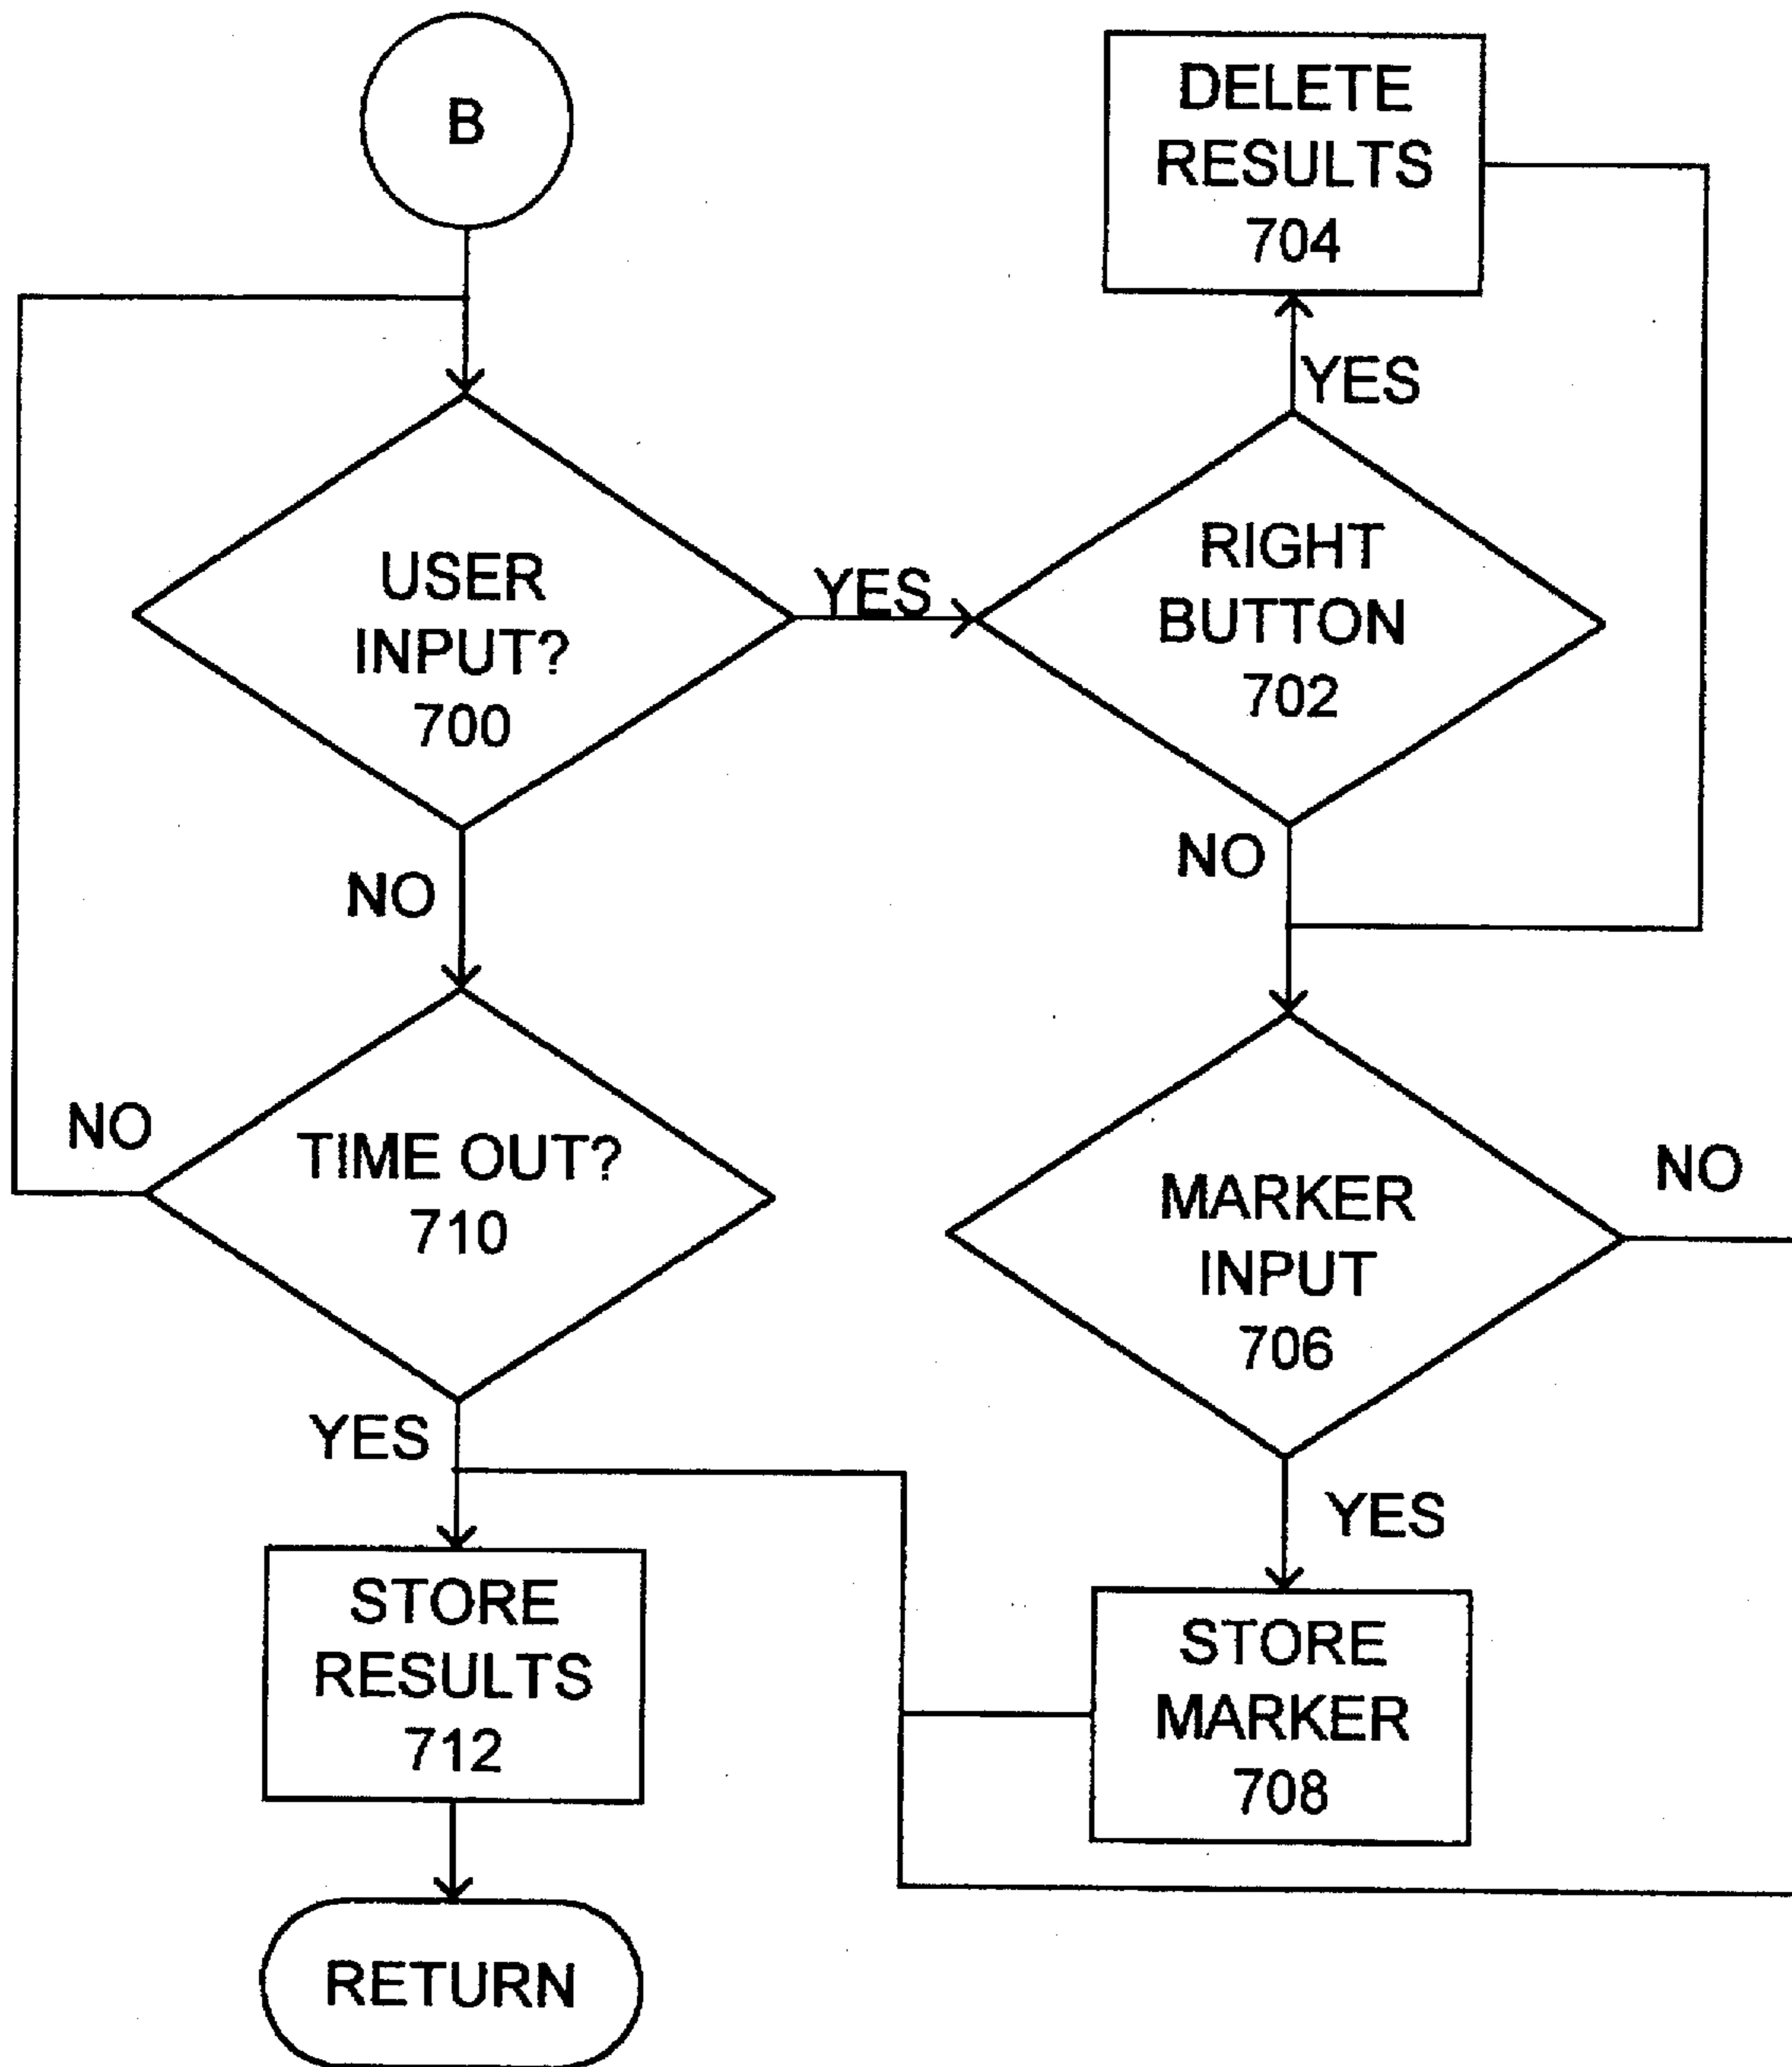 B
DELETE
RESULTS
704
YES
USER
INPUT?
700
YES
RIGHT
BUTTON
702
NO
NO
NO
TIME OUT?
710
MARKER
INPUT
706
NO
YES
YES
STORE
RESULTS
712
STORE
MARKER
708
RETURN